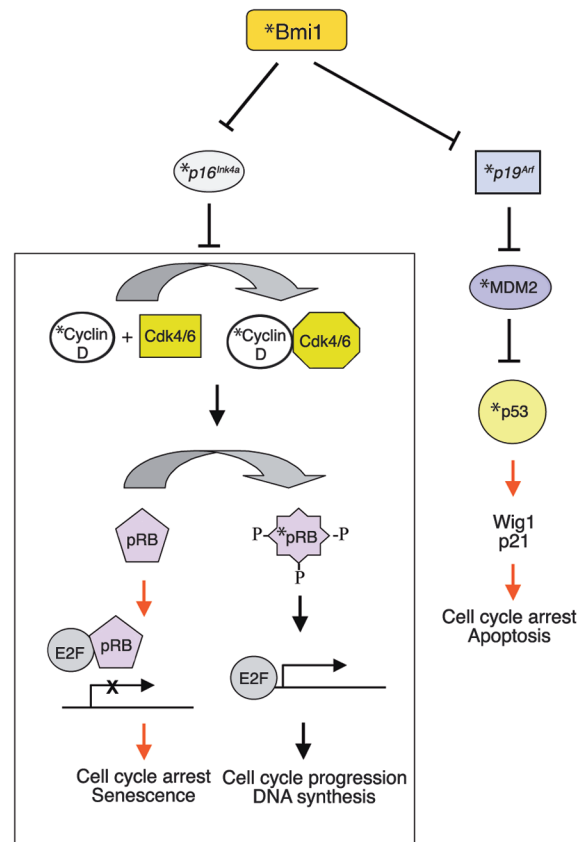 *Bmi1
*p16Ink4a
*p19Arf
*MDM2
*Cyclin
D
+
Cdk4/6
*Cyclin
D
Cdk4/6
*p53
pRB
P-
*pRB
-P
P
Wig1
p21
Cell cycle arrest
Apoptosis
E2F
pRB
X
E2F
Cell cycle arrest
Senescence
Cell cycle progression
DNA synthesis